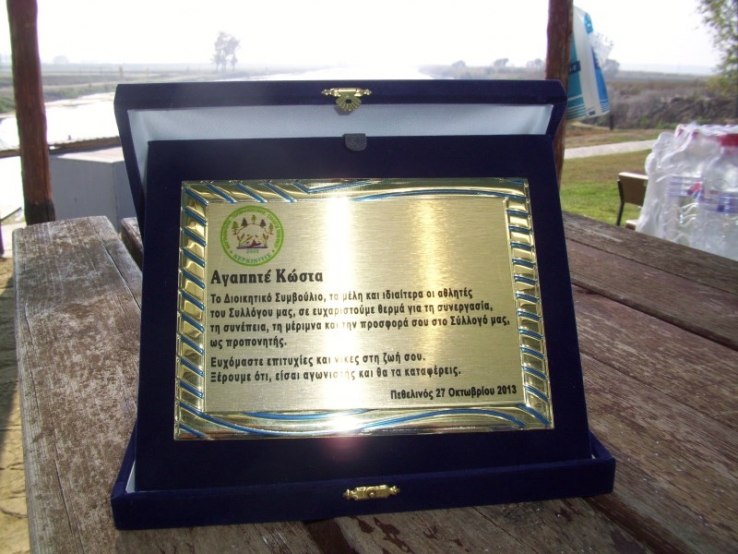 Αγαπητέ Κώστα
Το Διοικητικό Συμβούλιο, τα μέλη και ιδιαίτερα οι αθλητές
του Συλλόγου μας, σε ευχαριστούμε θερμά για τη συνεργασία,
τη συνέπεια, τη μέριμνα και την προσφορά σου στο Σύλλογό μας,
ως προπονητής.
Ευχόμαστε επιτυχίες και νίκες στη ζωή σου.
Ξέρουμε ότι, είσαι αγωνιστής και θα τα καταφέρεις.
Πεθελινός 27 Οκτωβρίου 2013